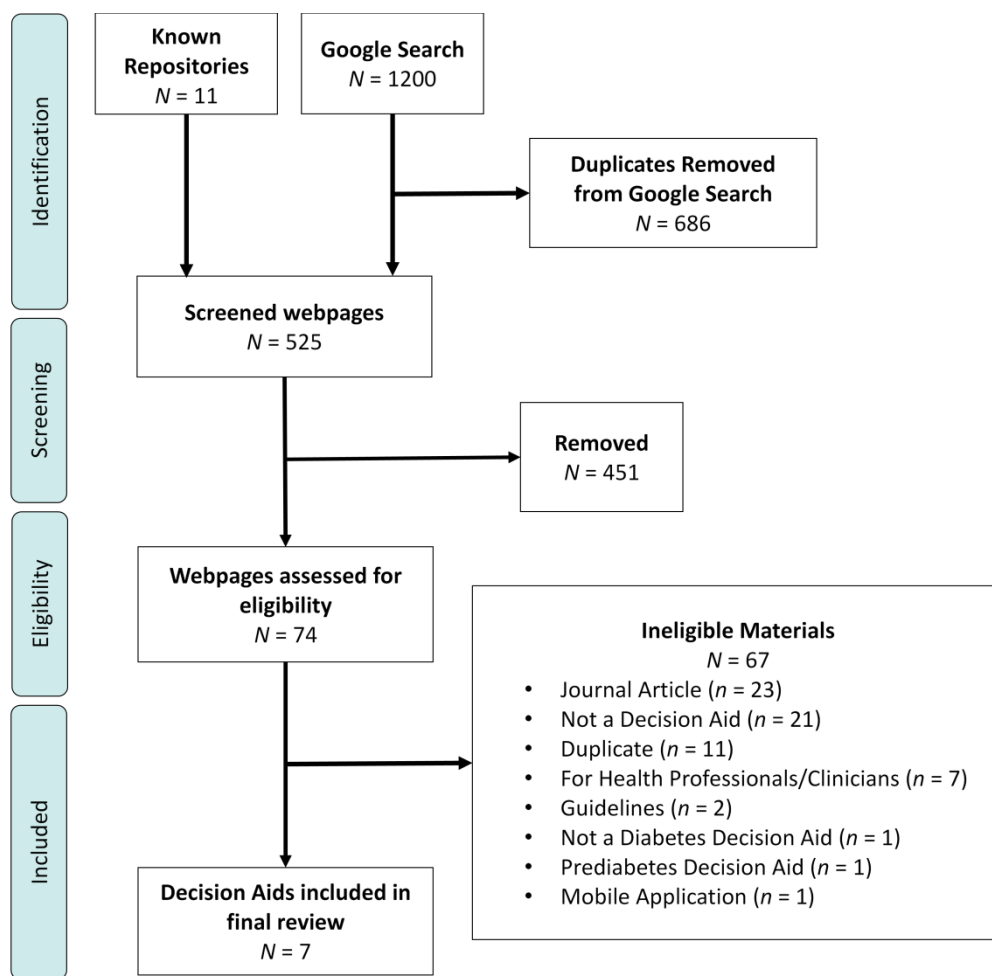 Identification
Known
Repositories
N = 11
Google Search
N = 1200
Duplicates Removed
from Google Search
N = 686
Screened webpages
N = 525
Screening
Removed
N = 451
Eligibility
Webpages assessed for
eligibility
N = 74
Ineligible Materials
N = 67
• Journal Article (n = 23)
• Not a Decision Aid (n = 21)
• Duplicate (n = 11)
• For Health Professionals/Clinicians (n = 7)
• Guidelines (n = 2)
• Not a Diabetes Decision Aid (n = 1)
• Prediabetes Decision Aid (n = 1)
• Mobile Application (n = 1)
Included
Decision Aids included in
final review
N = 7